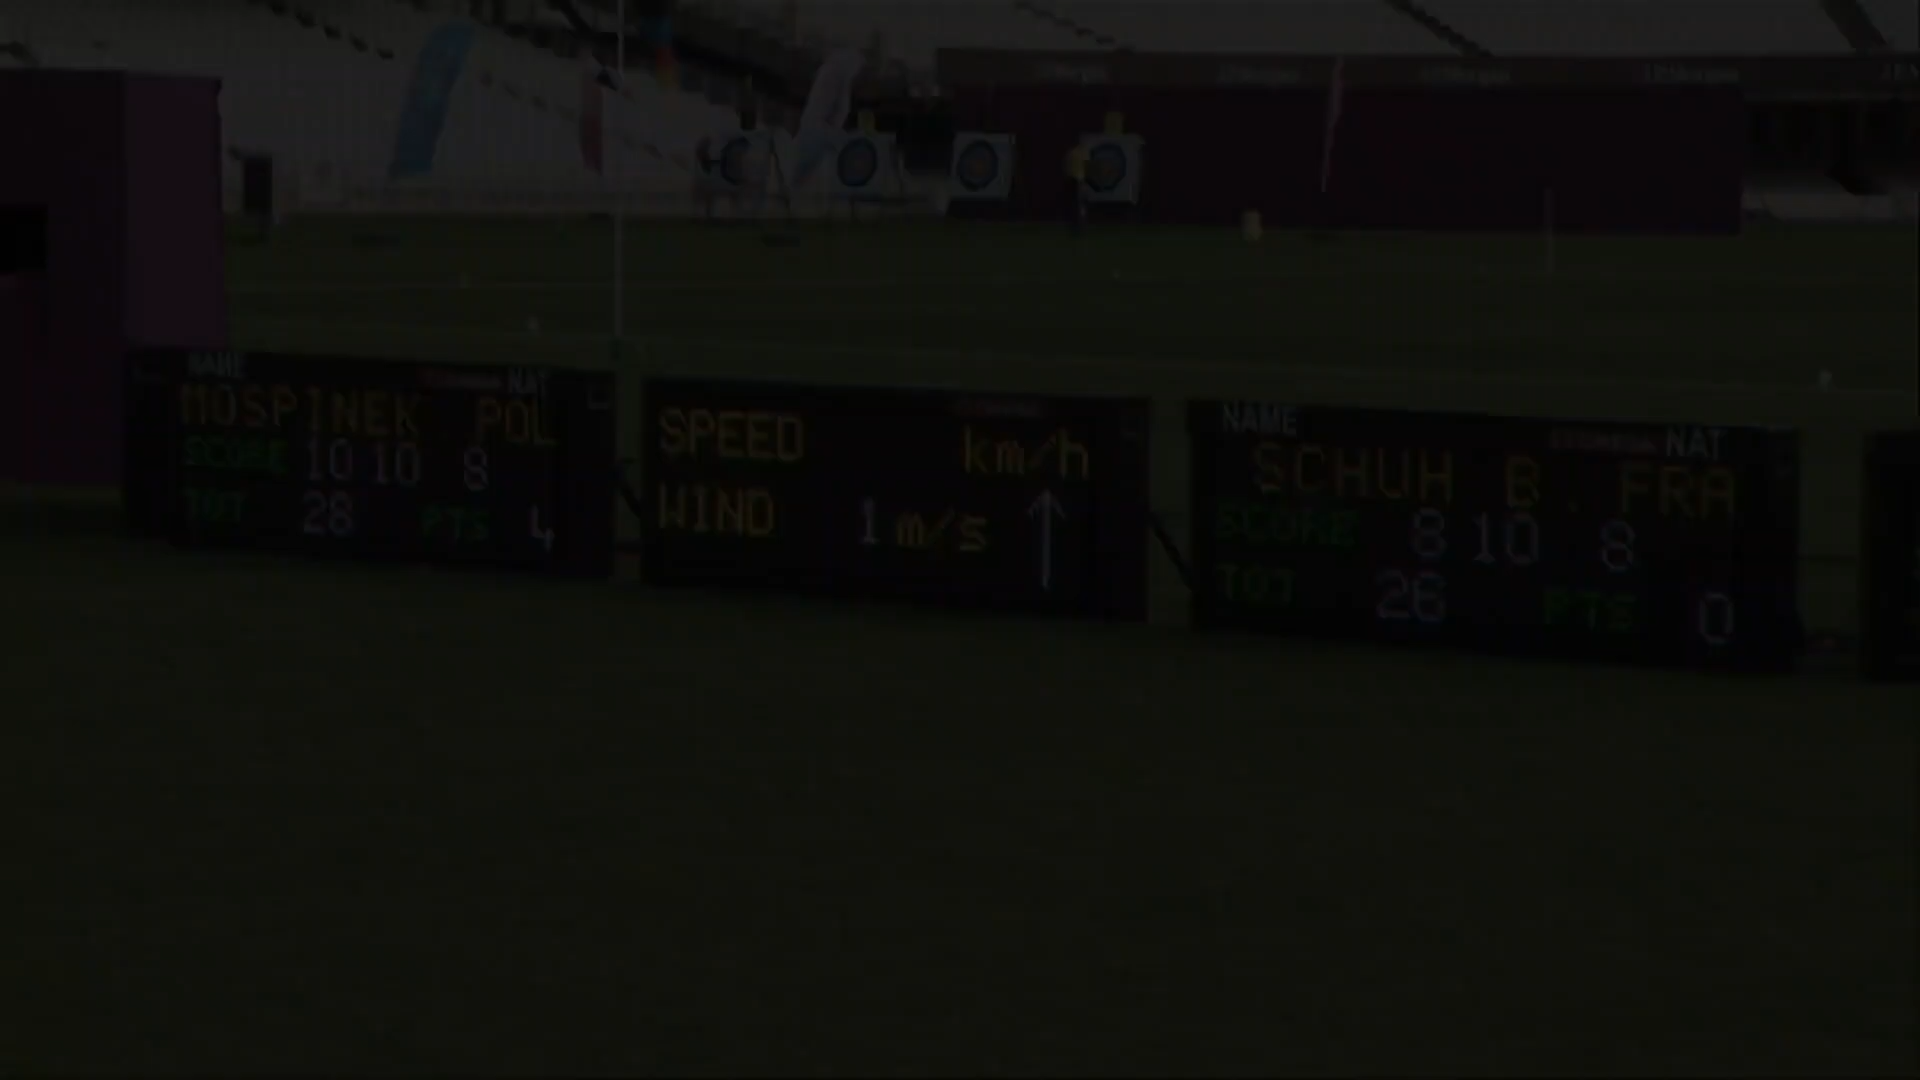 NAME NAT
MOSPINEK POL
SCORE 10 10 8
TOT 28 PTS 4
SPEED km/h
WIND 1 m/s ↑
NAME NAT
SCHUH B. FRA
SCORE 8 10 8
TOT 26 PTS 0